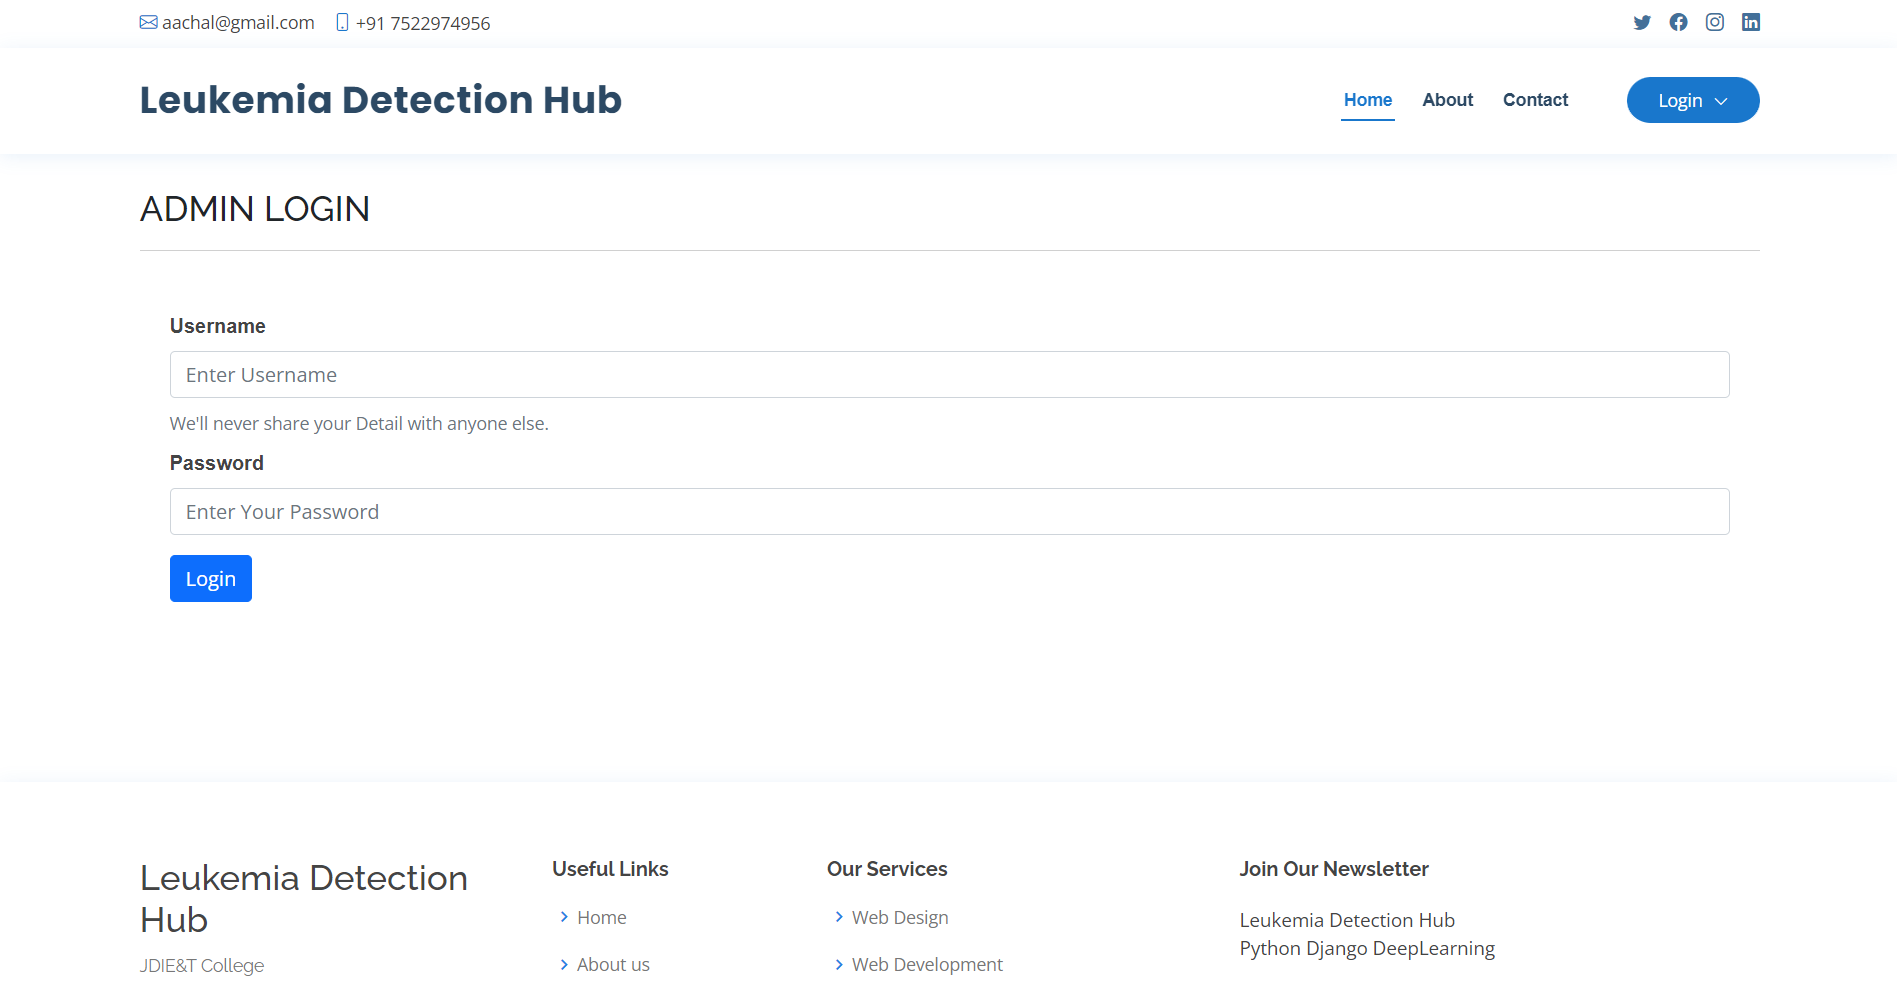 aachal@gmail.com +91 7522974956
Leukemia Detection Hub
Home About Contact Login
ADMIN LOGIN
Username
Enter Username
We'll never share your Detail with anyone else.
Password
Enter Your Password
Login
Leukemia Detection
Hub
JDIE&T College
Useful Links
Home
About us
Our Services
Web Design
Web Development
Join Our Newsletter
Leukemia Detection Hub
Python Django DeepLearning